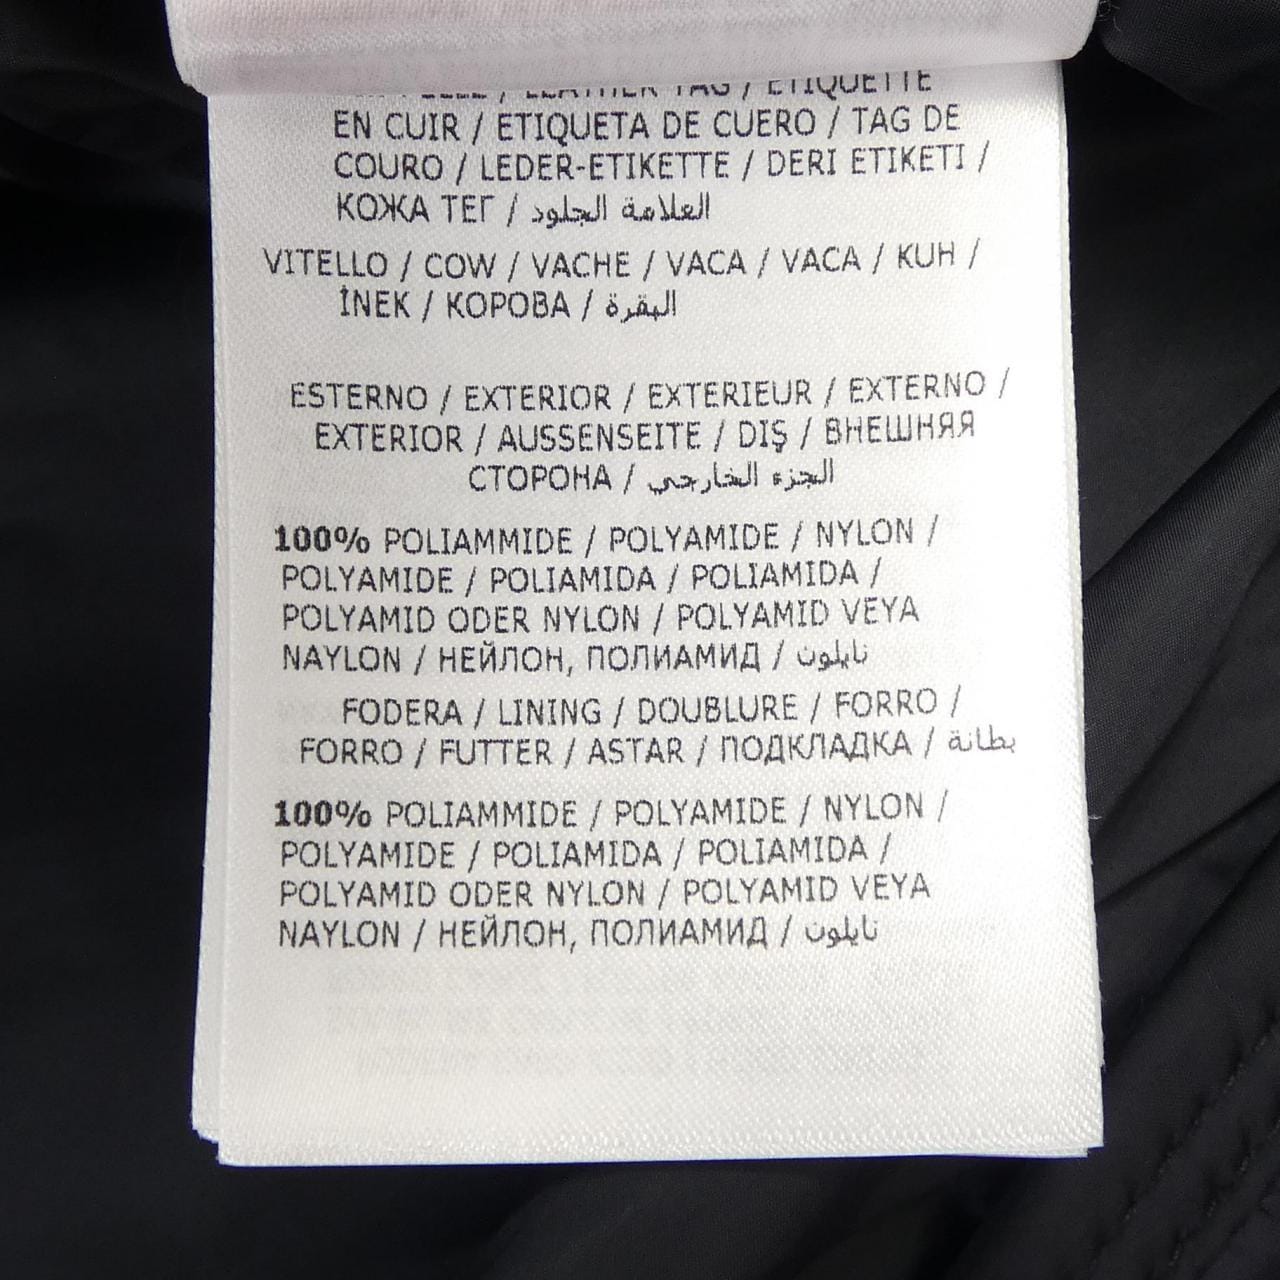 LEATHER TAG / ETIQUETTE
EN CUIR / ETIQUETA DE CUERO / TAG DE
COURO / LEDER-ETIKETTE / DERI ETIKETI /
КОЖА ТЕГ / العلامة الجلود
VITELLO / COW / VACHE / VACA / VACA / KUH /
İNEK / КОРОВА / البقرة
ESTERNO / EXTERIOR / EXTERIEUR / EXTERNO /
EXTERIOR / AUSSENSEITE / DIŞ / ВНЕШНЯЯ
СТОРОНА / الجزء الخارجي
100% POLIAMMIDE / POLYAMIDE / NYLON /
POLYAMIDE / POLIAMIDA / POLIAMIDA /
POLYAMID ODER NYLON / POLYAMID VEYA
NAYLON / НЕЙЛОН, ПОЛИАМИД / نايلون
FODERA / LINING / DOUBLURE / FORRO /
FORRO / FUTTER / ASTAR / ПОДКЛАДКА / بطانة
100% POLIAMMIDE / POLYAMIDE / NYLON /
POLYAMIDE / POLIAMIDA / POLIAMIDA /
POLYAMID ODER NYLON / POLYAMID VEYA
NAYLON / НЕЙЛОН, ПОЛИАМИД / نايلون